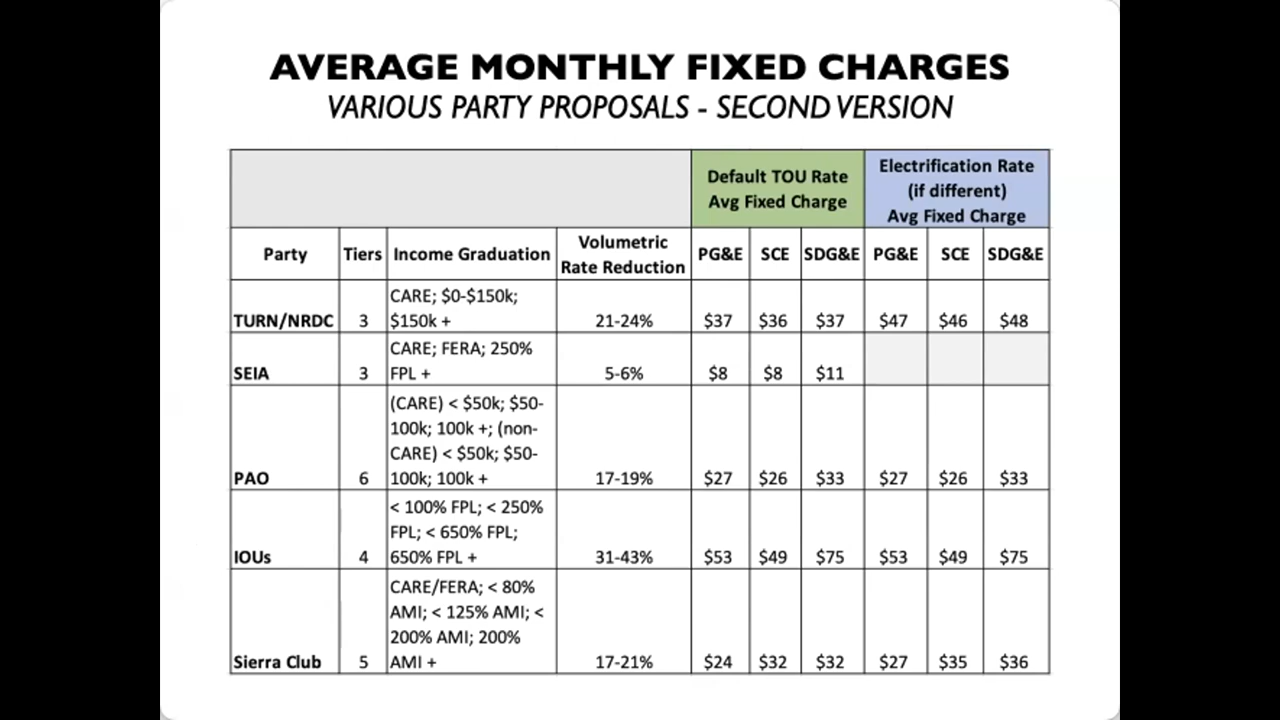 AVERAGE MONTHLY FIXED CHARGES
VARIOUS PARTY PROPOSALS - SECOND VERSION
Default TOU Rate
Avg Fixed Charge
Electrification Rate
(if different)
Avg Fixed Charge
Party Tiers Income Graduation Volumetric
Rate Reduction PG&E SCE SDG&E PG&E SCE SDG&E
CARE; $0-$150k;
TURN/NRDC 3 $150k + 21-24% $37 $36 $37 $47 $46 $48
CARE; FERA; 250%
SEIA 3 FPL + 5-6% $8 $8 $11
(CARE) < $50k; $50-
100k; 100k +; (non-
CARE) < $50k; $50-
PAO 6 100k; 100k + 17-19% $27 $26 $33 $27 $26 $33
< 100% FPL; < 250%
FPL; < 650% FPL;
IOUs 4 650% FPL + 31-43% $53 $49 $75 $53 $49 $75
CARE/FERA; < 80%
AMI; < 125% AMI; <
200% AMI; 200%
Sierra Club 5 AMI + 17-21% $24 $32 $32 $27 $35 $36